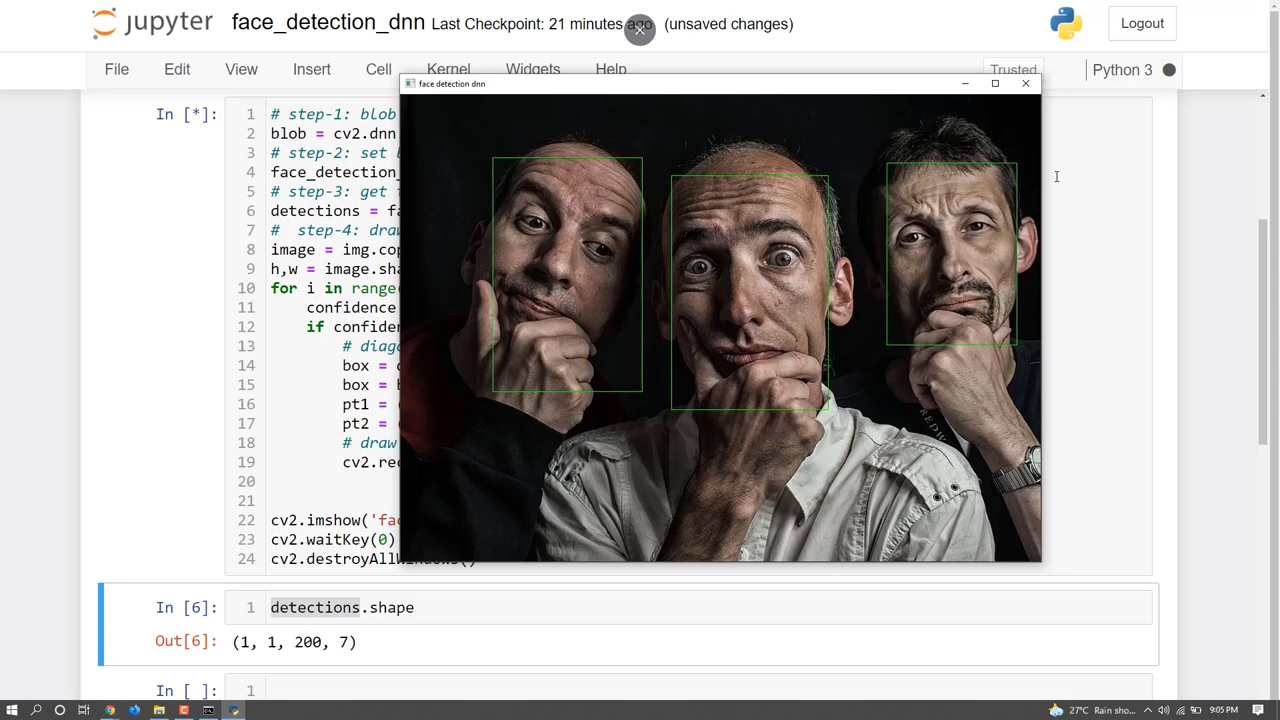 jupyter face_detection_dnn Last Checkpoint: 21 minutes ago (unsaved changes) Logout
File Edit View Insert Cell Kernel Widgets Help Trusted Python 3
face detection dnn
In [*]: 1 # step-1: blob
2 blob = cv2.dnn
3 # step-2: set
4 face_detection_
5 # step-3: get
6 detections =
7 # step-4: draw
8 image = img.cop
9 h,w = image.sha
10 for i in range(
11 confidence
12 if confiden
13 # diago
14 box =
15 box =
16 pt1 =
17 pt2 =
18 # draw
19 cv2.rec
20
21
22 cv2.imshow('fac
23 cv2.waitKey(0)
24 cv2.destroyAllWindows()
REDW
In [6]: 1 detections.shape
Out[6]: (1, 1, 200, 7)
In [ ]: 1
27°C Rain sho... 9:05 PM